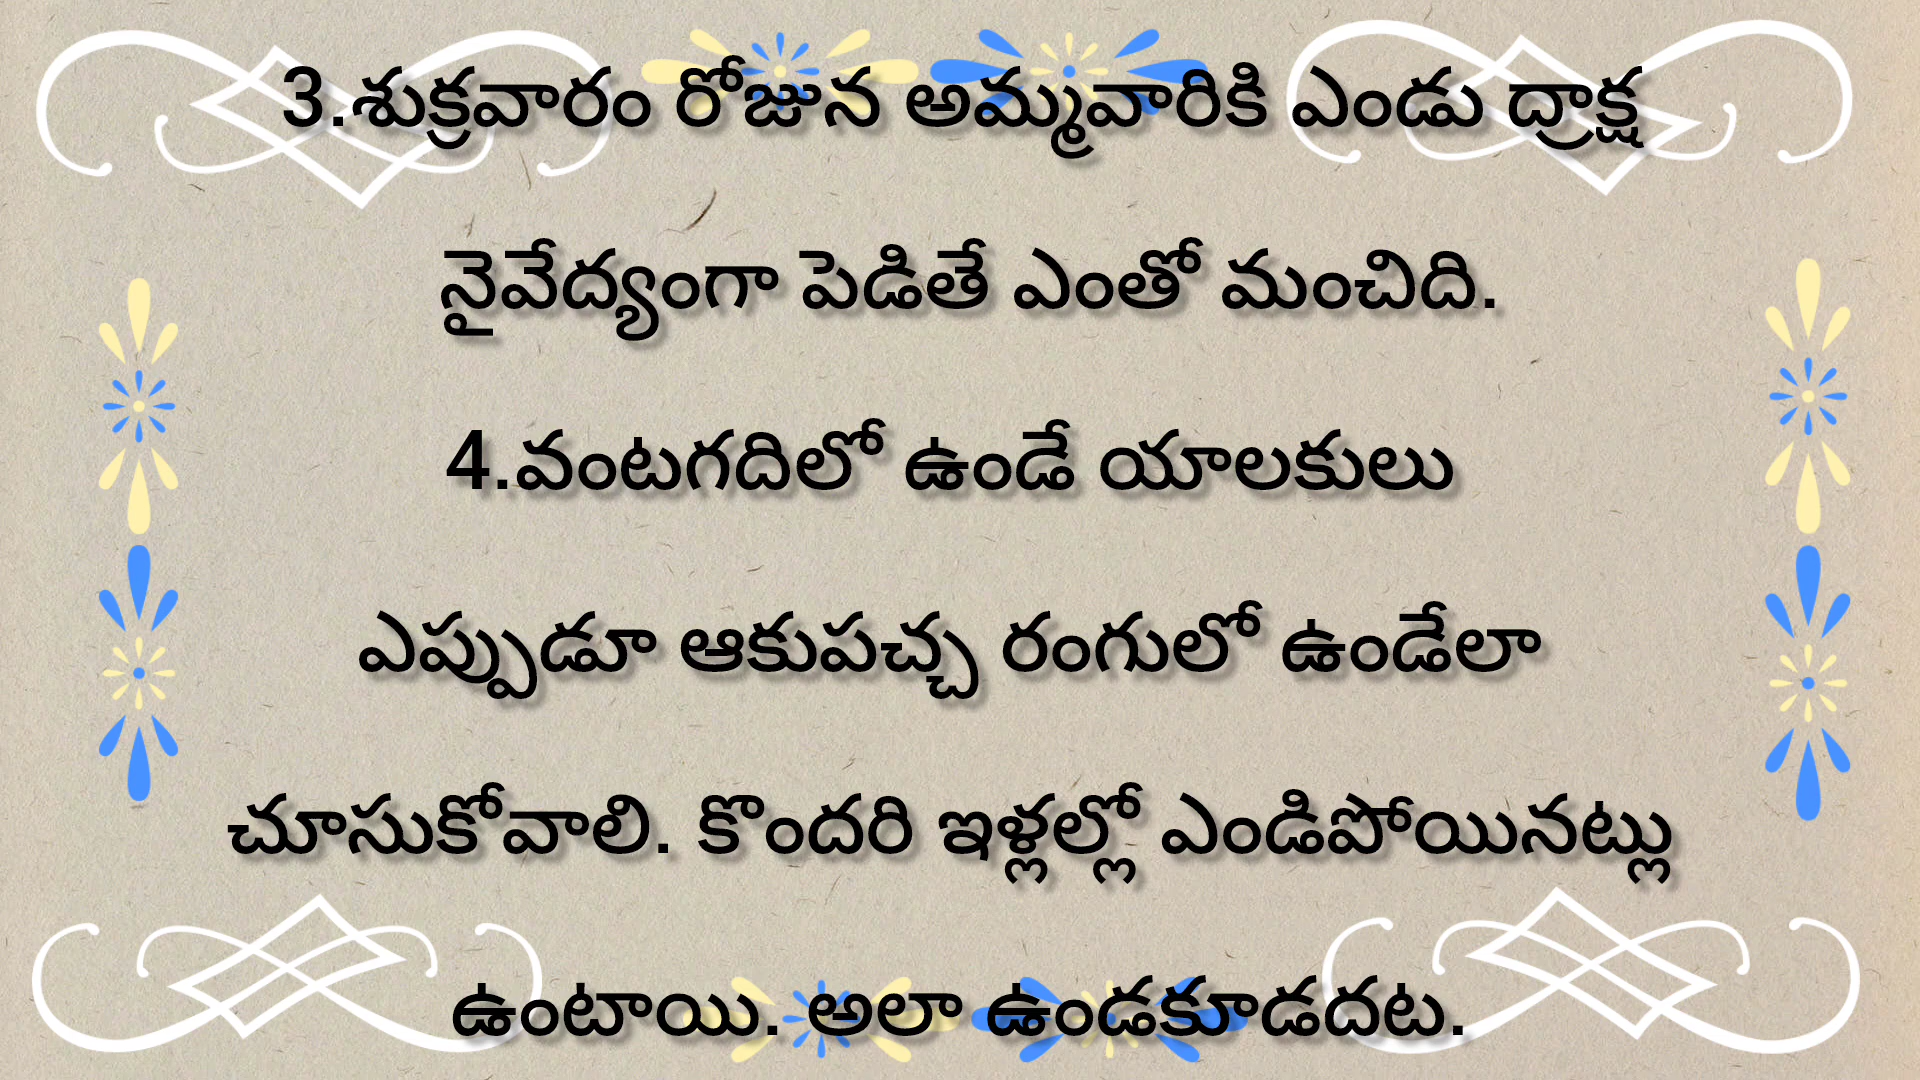 3.శుక్రవారం రోజున అమ్మవారికి ఎండు ద్రాక్ష
నైవేద్యంగా పెడితే ఎంతో మంచిది.
4.వంటగదిలో ఉండే యాలకులు
ఎప్పుడూ ఆకుపచ్చ రంగులో ఉండేలా
చూసుకోవాలి. కొందరి ఇళ్లల్లో ఎండిపోయినట్లు
ఉంటాయి. అలా ఉండకూడదట.